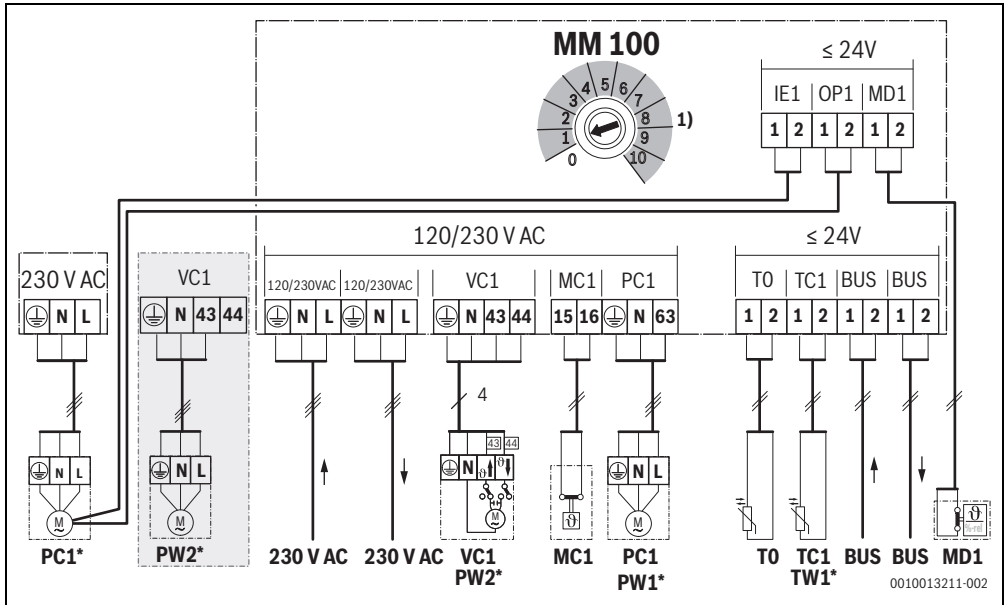 MM 100
≤ 24V
IE1 OP1 MD1
1 2 1 2 1 2
0 1 2 3 4 5 6 7 8 9 10
1)
120/230 V AC
≤ 24V
230 V AC
VC1
120/230VAC 120/230VAC VC1 MC1 PC1
T0 TC1 BUS BUS
N L
N 43 44
N L N L N 43 44 15 16 N 63
1 2 1 2 1 2 1 2
4
43 44
N L
N L
N ϑ ϑ
N L
M ~
M ~
M ~
ϑ
M ~
ϑ
%-rel
PC1*
PW2*
230 V AC 230 V AC
VC1
PW2*
MC1
PC1
PW1*
T0
TC1
TW1*
BUS BUS
MD1
0010013211-002